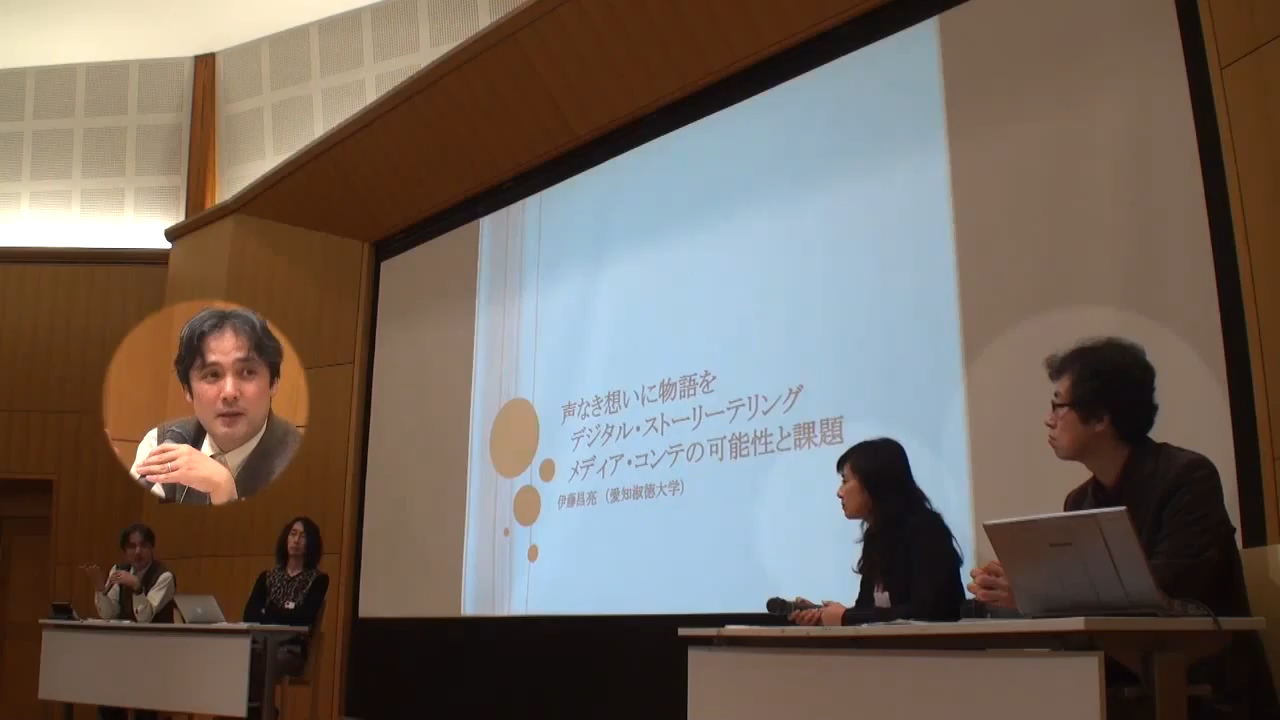 声なき想いに物語を
デジタル・ストーリーテリング
メディア・コンテの可能性と課題
伊藤昌亮（愛知淑徳大学）